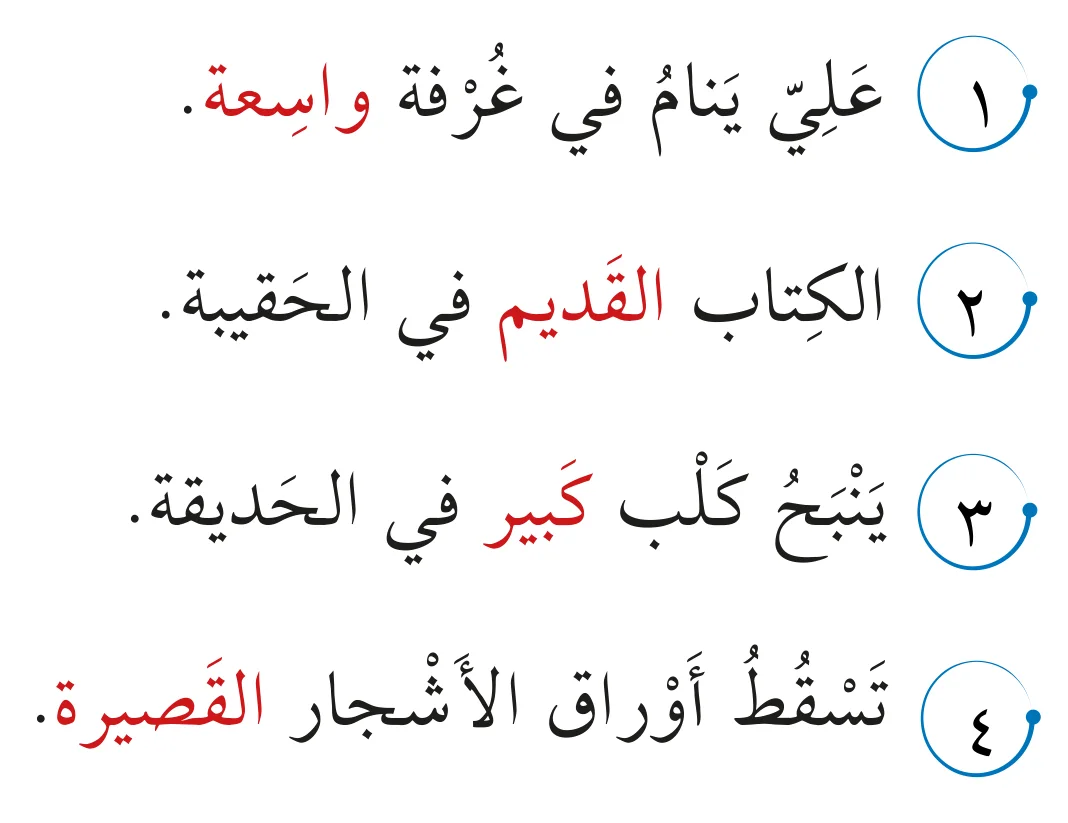 ١ عَلِيّ يَنامُ في غُرْفة واسِعة.
٢ الكِتاب القَديم في الحَقيبة.
٣ يَنْبَحُ كَلْب كَبير في الحَديقة.
٤ تَسْقُطُ أَوْراق الأَشْجار القَصيرة.